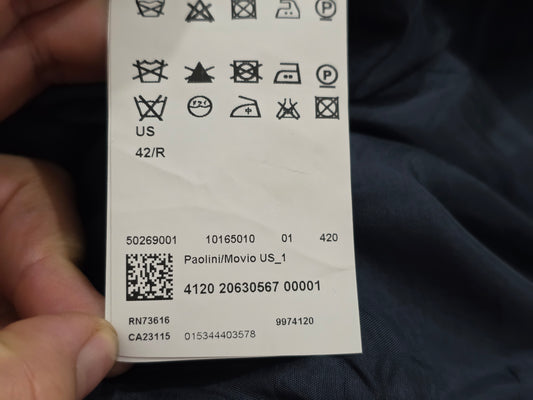 P
P
US
42/R
50269001 10165010 01 420
Paolini/Movio US_1
4120 20630567 00001
RN73616 9974120
CA23115 015344403578